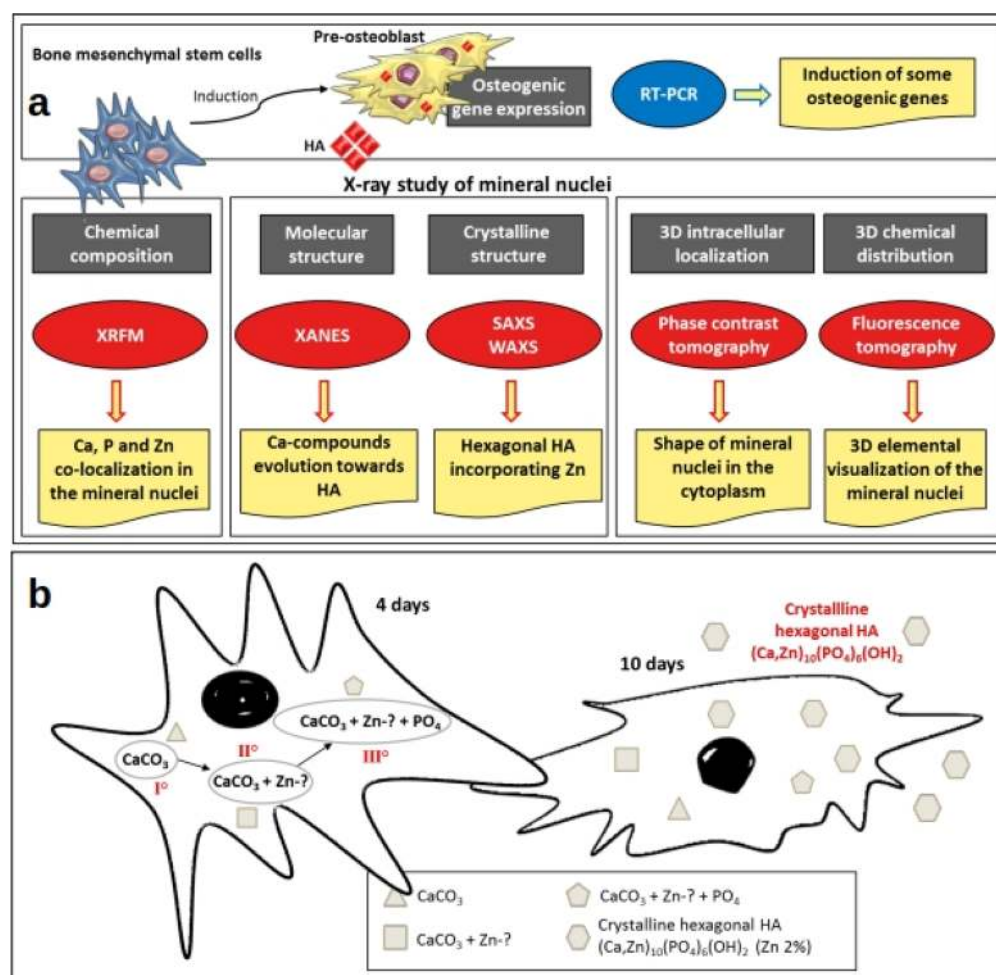 a
Bone mesenchymal stem cells
Induction
Pre-osteoblast
HA
Osteogenic
gene expression
RT-PCR
Induction of some
osteogenic genes
X-ray study of mineral nuclei
Chemical
composition
XRFM
Ca, P and Zn
co-localization in
the mineral nuclei
Molecular
structure
XANES
Ca-compounds
evolution towards
HA
Crystalline
structure
SAXS
WAXS
Hexagonal HA
incorporating Zn
3D intracellular
localization
Phase contrast
tomography
Shape of mineral
nuclei in the
cytoplasm
3D chemical
distribution
Fluorescence
tomography
3D elemental
visualization of the
mineral nuclei
b
4 days
CaCO₃
I°
II°
CaCO₃ + Zn-?
CaCO₃ + Zn-? + PO₄
III°
10 days
Crystallline
hexagonal HA
(Ca,Zn)₁₀(PO₄)₆(OH)₂
CaCO₃
CaCO₃ + Zn-?
CaCO₃ + Zn-? + PO₄
Crystalline hexagonal HA
(Ca,Zn)₁₀(PO₄)₆(OH)₂ (Zn 2%)